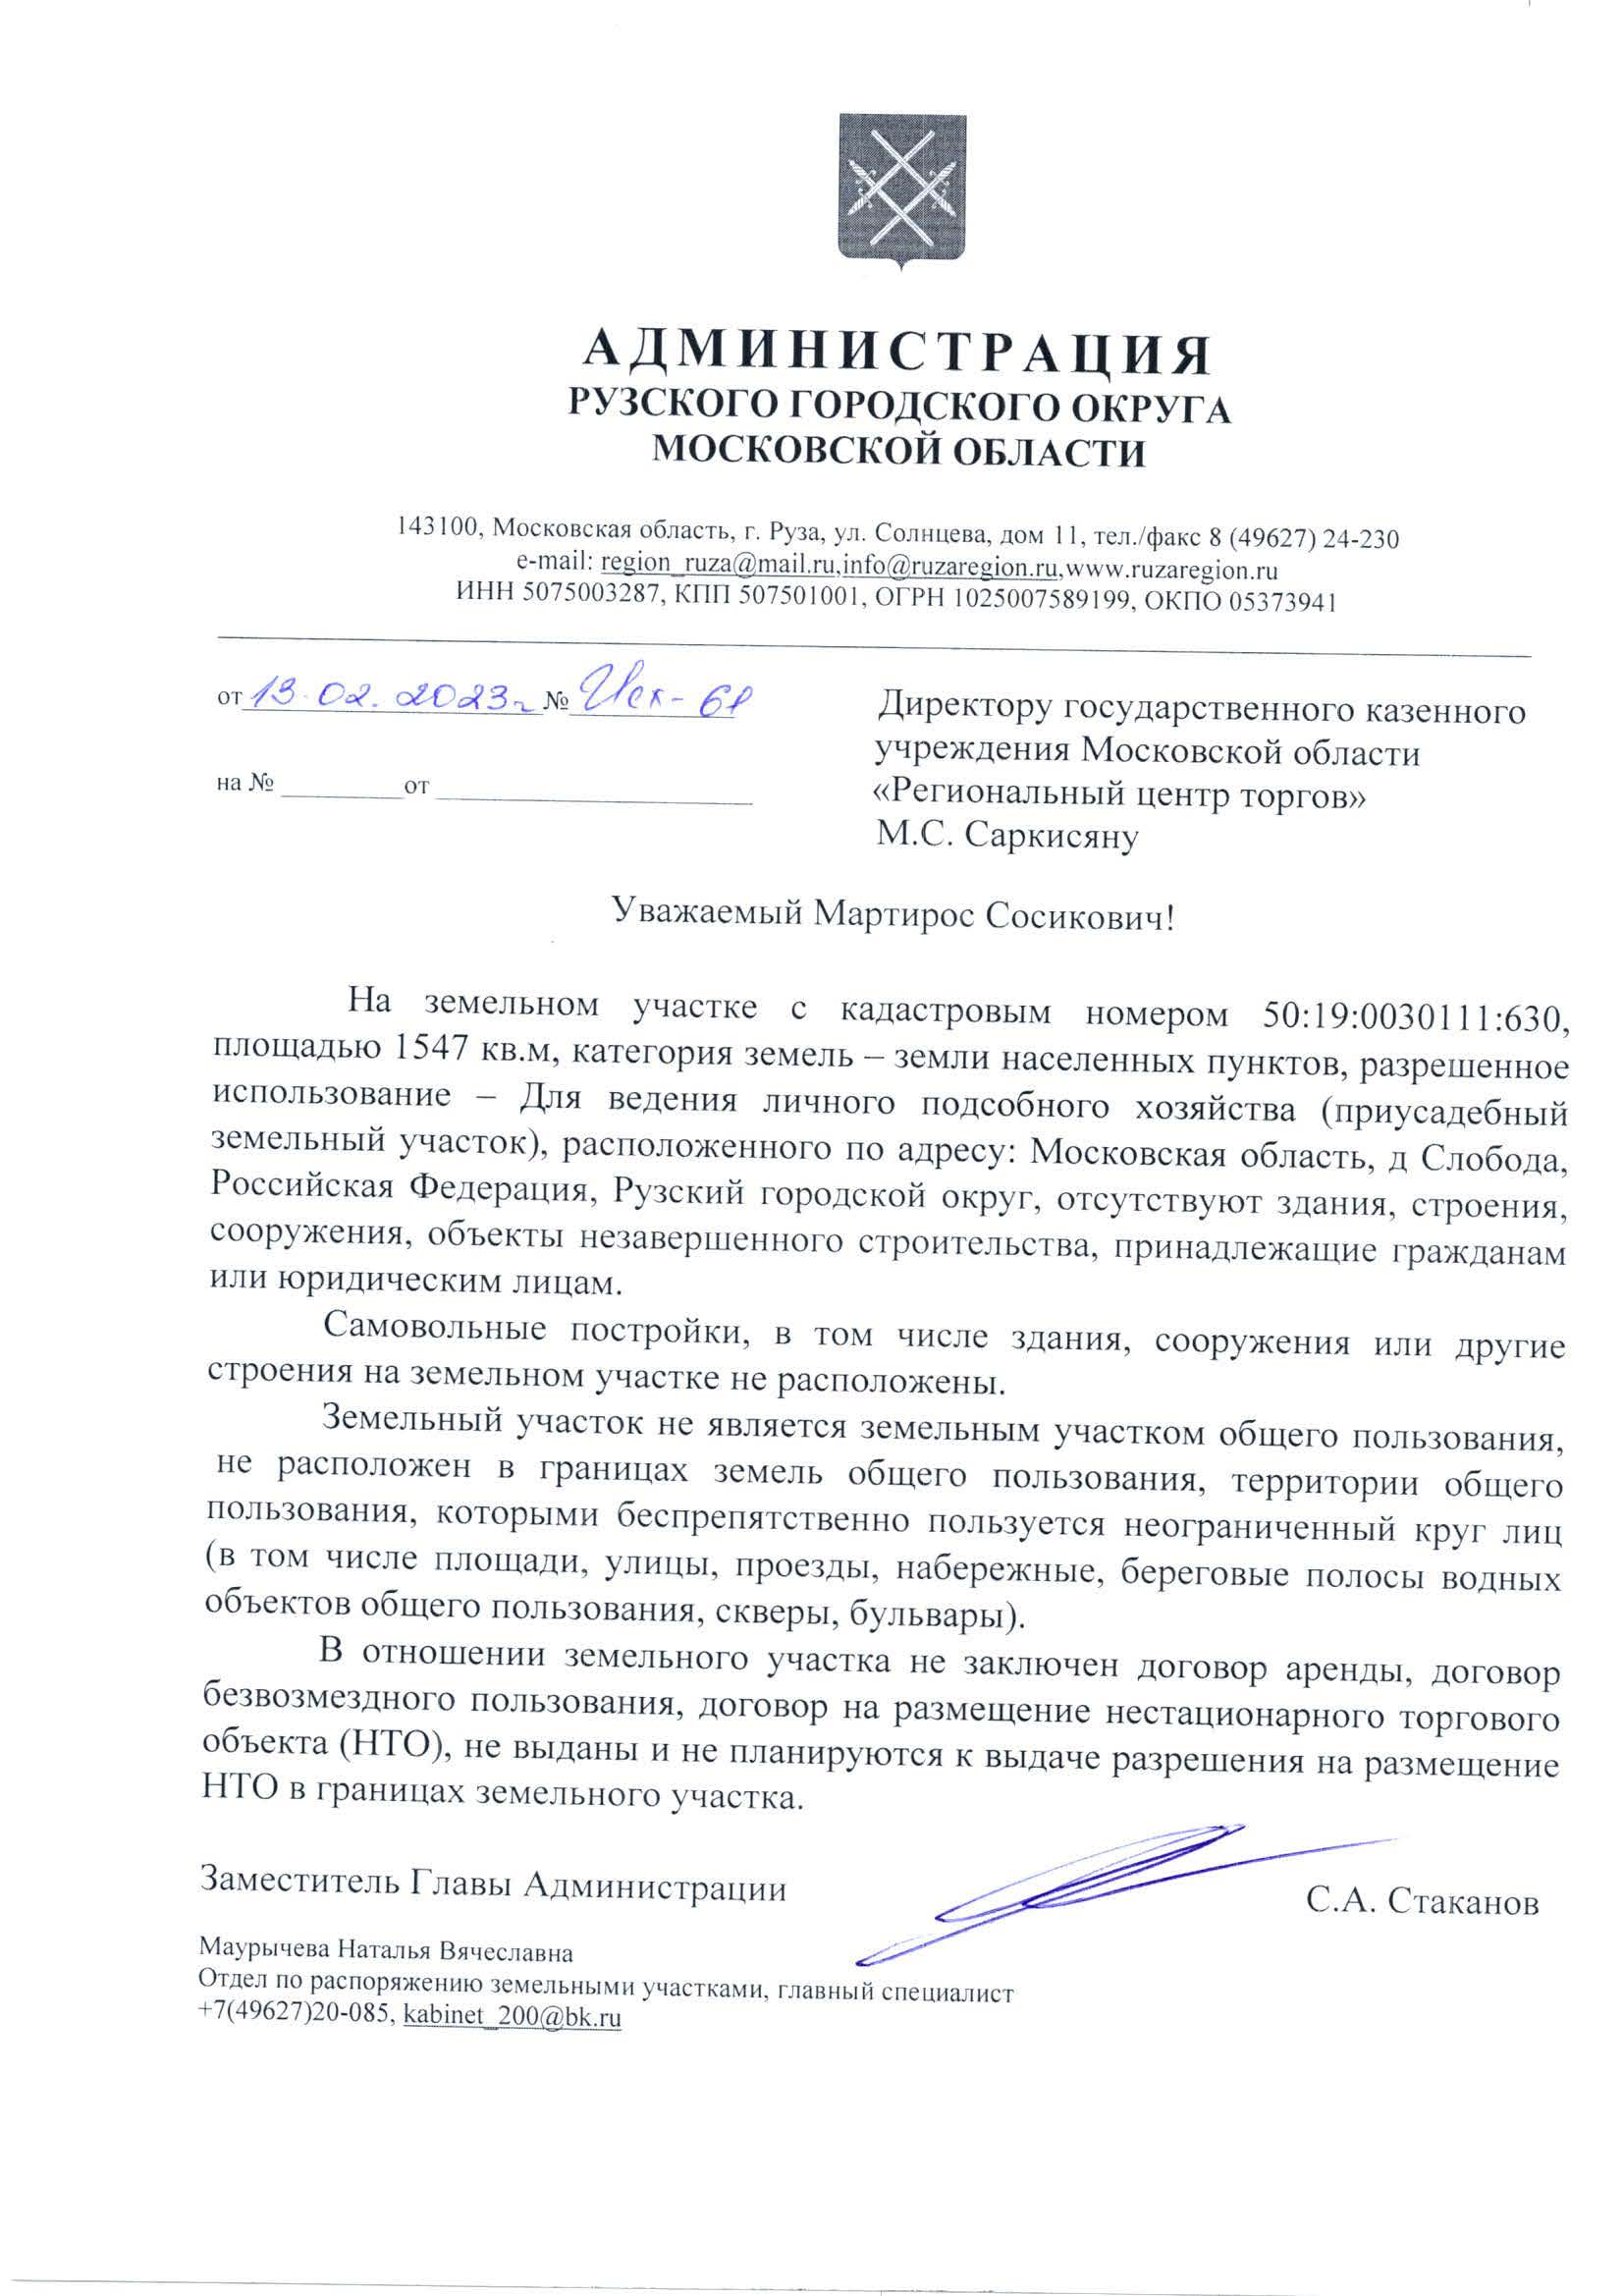 АДМИНИСТРАЦИЯ
РУЗСКОГО ГОРОДСКОГО ОКРУГА
МОСКОВСКОЙ ОБЛАСТИ
143100, Московская область, г. Руза, ул. Солнцева, дом 11, тел./факс 8 (49627) 24-230
e-mail: region_ruza@mail.ru,info@ruzaregion.ru,www.ruzaregion.ru
ИНН 5075003287, КПП 507501001, ОГРН 1025007589199, ОКПО 05373941
от 13.02.2023г № Исх-61
на № __________ от __________
Директору государственного казенного
учреждения Московской области
«Региональный центр торгов»
М.С. Саркисяну
Уважаемый Мартирос Сосикович!
На земельном участке с кадастровым номером 50:19:0030111:630,
площадью 1547 кв.м, категория земель – земли населенных пунктов, разрешенное
использование – Для ведения личного подсобного хозяйства (приусадебный
земельный участок), расположенного по адресу: Московская область, д Слобода,
Российская Федерация, Рузский городской округ, отсутствуют здания, строения,
сооружения, объекты незавершенного строительства, принадлежащие гражданам
или юридическим лицам.
Самовольные постройки, в том числе здания, сооружения или другие
строения на земельном участке не расположены.
Земельный участок не является земельным участком общего пользования,
не расположен в границах земель общего пользования, территории общего
пользования, которыми беспрепятственно пользуется неограниченный круг лиц
(в том числе площади, улицы, проезды, набережные, береговые полосы водных
объектов общего пользования, скверы, бульвары).
В отношении земельного участка не заключен договор аренды, договор
безвозмездного пользования, договор на размещение нестационарного торгового
объекта (НТО), не выданы и не планируются к выдаче разрешения на размещение
НТО в границах земельного участка.
Заместитель Главы Администрации
С.А. Стаканов
Маурычева Наталья Вячеславна
Отдел по распоряжению земельными участками, главный специалист
+7(49627)20-085, kabinet_200@bk.ru